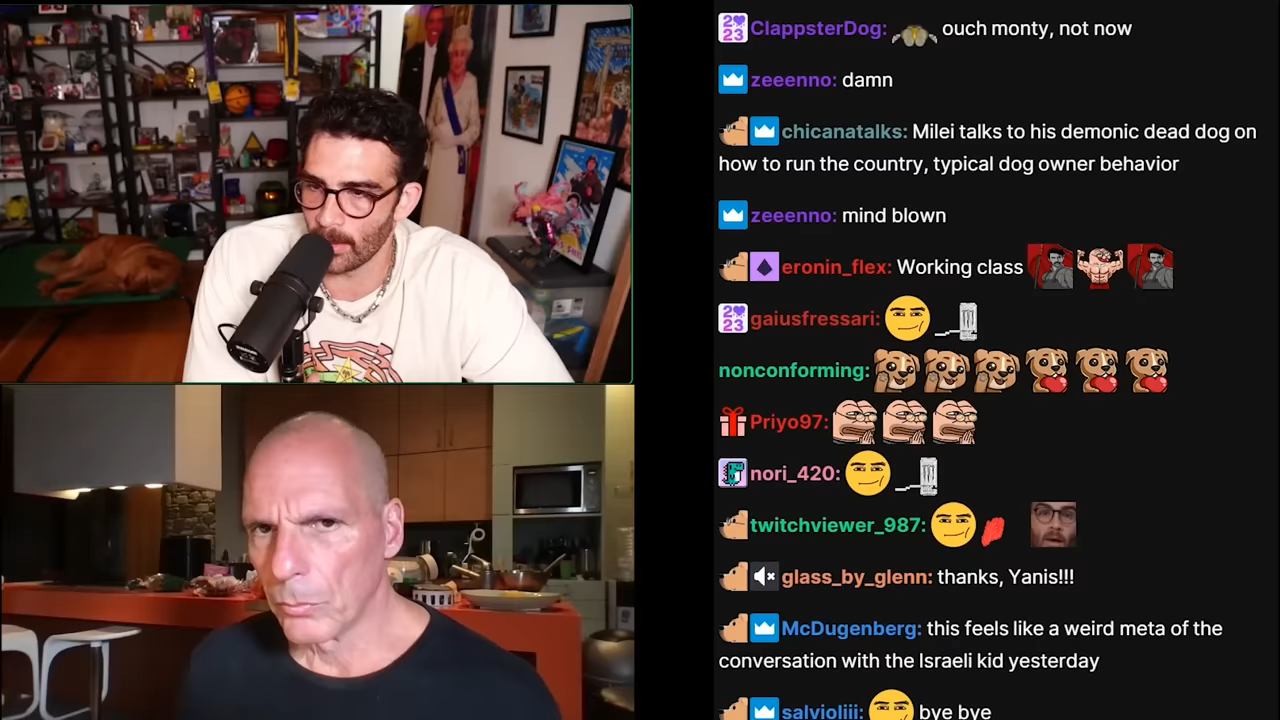 ClappsterDog: ouch monty, not now
zeeenno: damn
chicanatalks: Milei talks to his demonic dead dog on
how to run the country, typical dog owner behavior
zeeenno: mind blown
eronin_flex: Working class
gaiusfressari:
nonconforming:
Priyo97:
nori_420:
twitchviewer_987:
glass_by_glenn: thanks, Yanis!!!
McDugenberg: this feels like a weird meta of the
conversation with the Israeli kid yesterday
salvioliii: bye bye